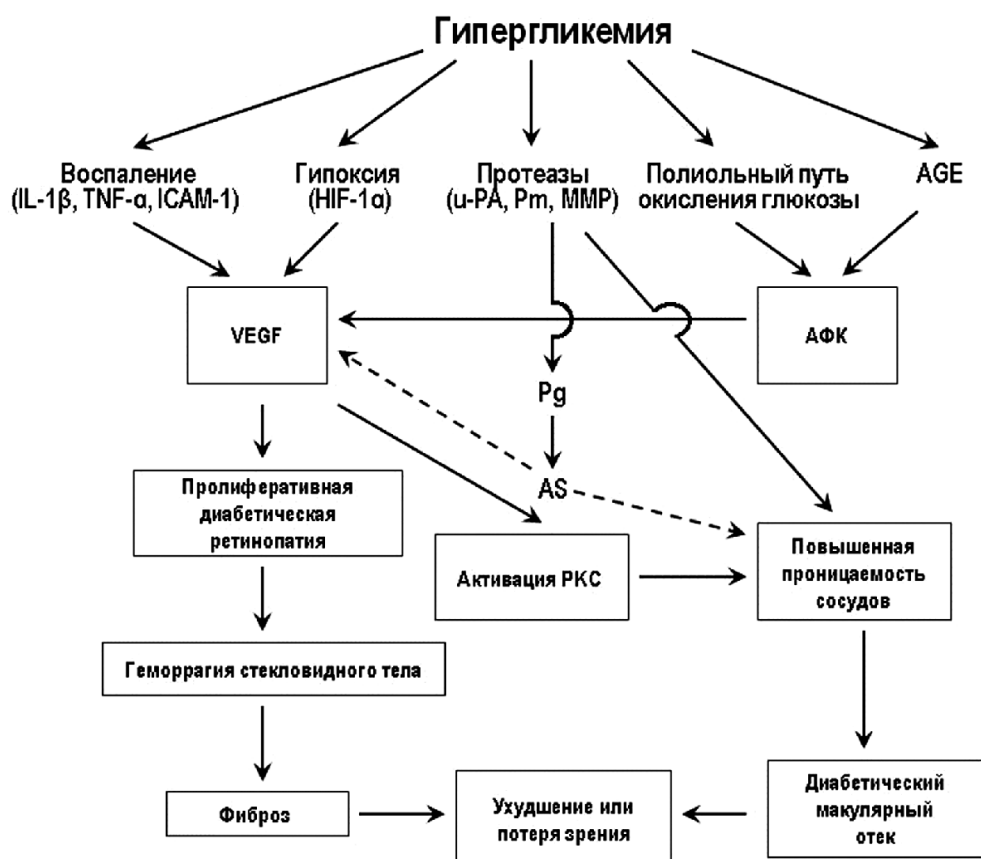 Гипергликемия
Воспаление
(IL-1β, TNF-α, ICAM-1)
Гипоксия
(HIF-1α)
Протеазы
(u-PA, Pm, MMP)
Полиольный путь
окисления глюкозы
AGE
VEGF
АФК
Pg
AS
Пролиферативная
диабетическая
ретинопатия
Активация PKC
Повышенная
проницаемость
сосудов
Геморрагия стекловидного тела
Фиброз
Ухудшение или
потеря зрения
Диабетический
макулярный
отек